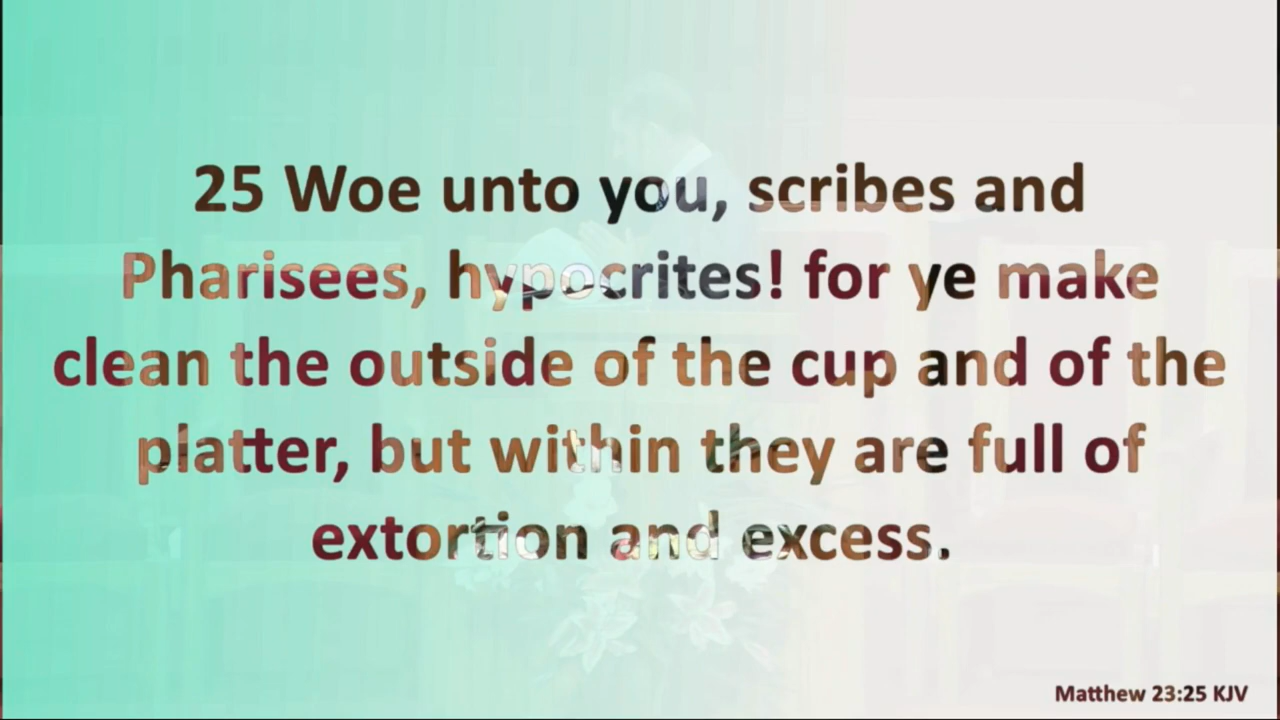 25 Woe unto you, scribes and
Pharisees, hypocrites! for ye make
clean the outside of the cup and of the
platter, but within they are full of
extortion and excess.
Matthew 23:25 KJV